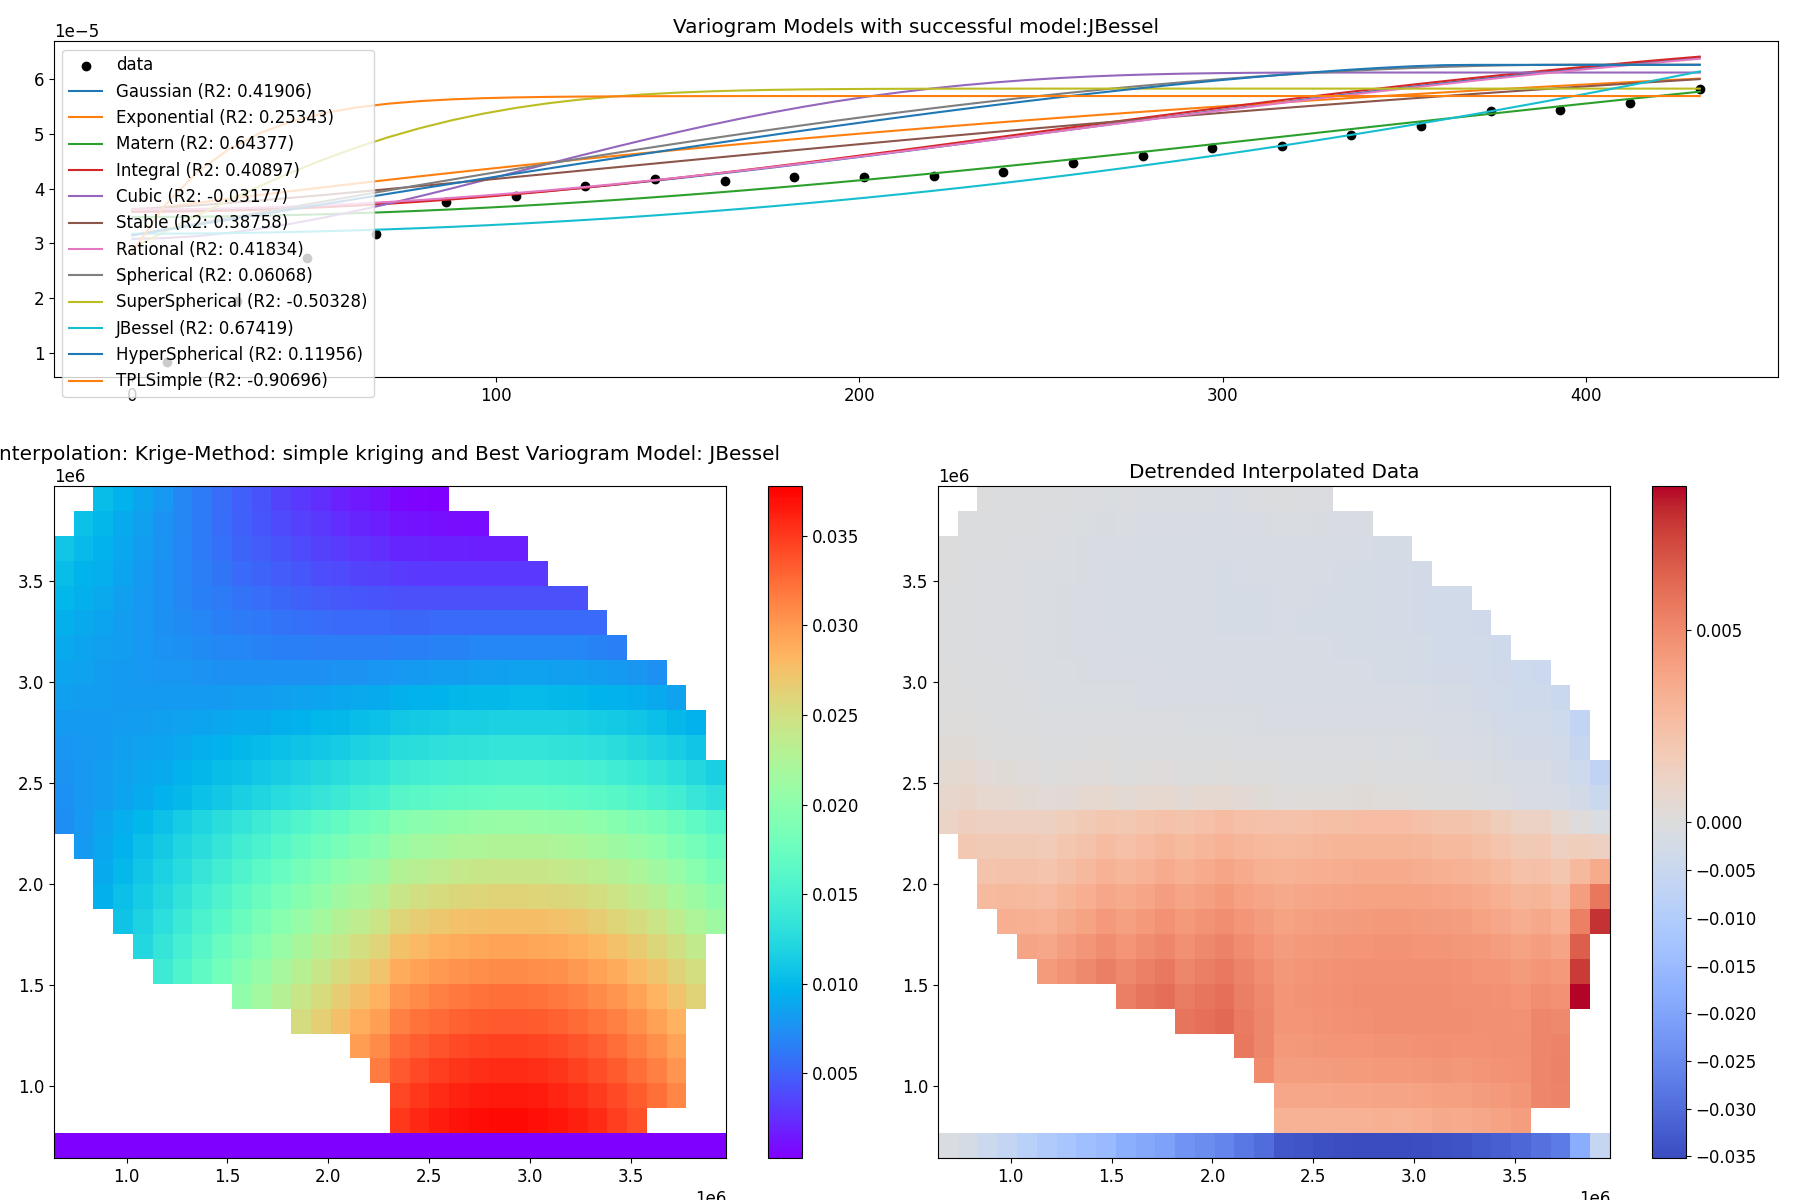 Variogram Models with successful model:JBessel
1e−5
6
5
4
3
2
1
data
Gaussian (R2: 0.41906)
Exponential (R2: 0.25343)
Matern (R2: 0.64377)
Integral (R2: 0.40897)
Cubic (R2: -0.03177)
Stable (R2: 0.38758)
Rational (R2: 0.41834)
Spherical (R2: 0.06068)
SuperSpherical (R2: -0.50328)
JBessel (R2: 0.67419)
HyperSpherical (R2: 0.11956)
TPLSimple (R2: -0.90696)
0 100 200 300 400
nterpolation: Krige-Method: simple kriging and Best Variogram Model: JBessel
1e6
3.5
3.0
2.5
2.0
1.5
1.0
1.0 1.5 2.0 2.5 3.0 3.5
1e6
0.035
0.030
0.025
0.020
0.015
0.010
0.005
Detrended Interpolated Data
1e6
3.5
3.0
2.5
2.0
1.5
1.0
1.0 1.5 2.0 2.5 3.0 3.5
1e6
0.005
0.000
−0.005
−0.010
−0.015
−0.020
−0.025
−0.030
−0.035